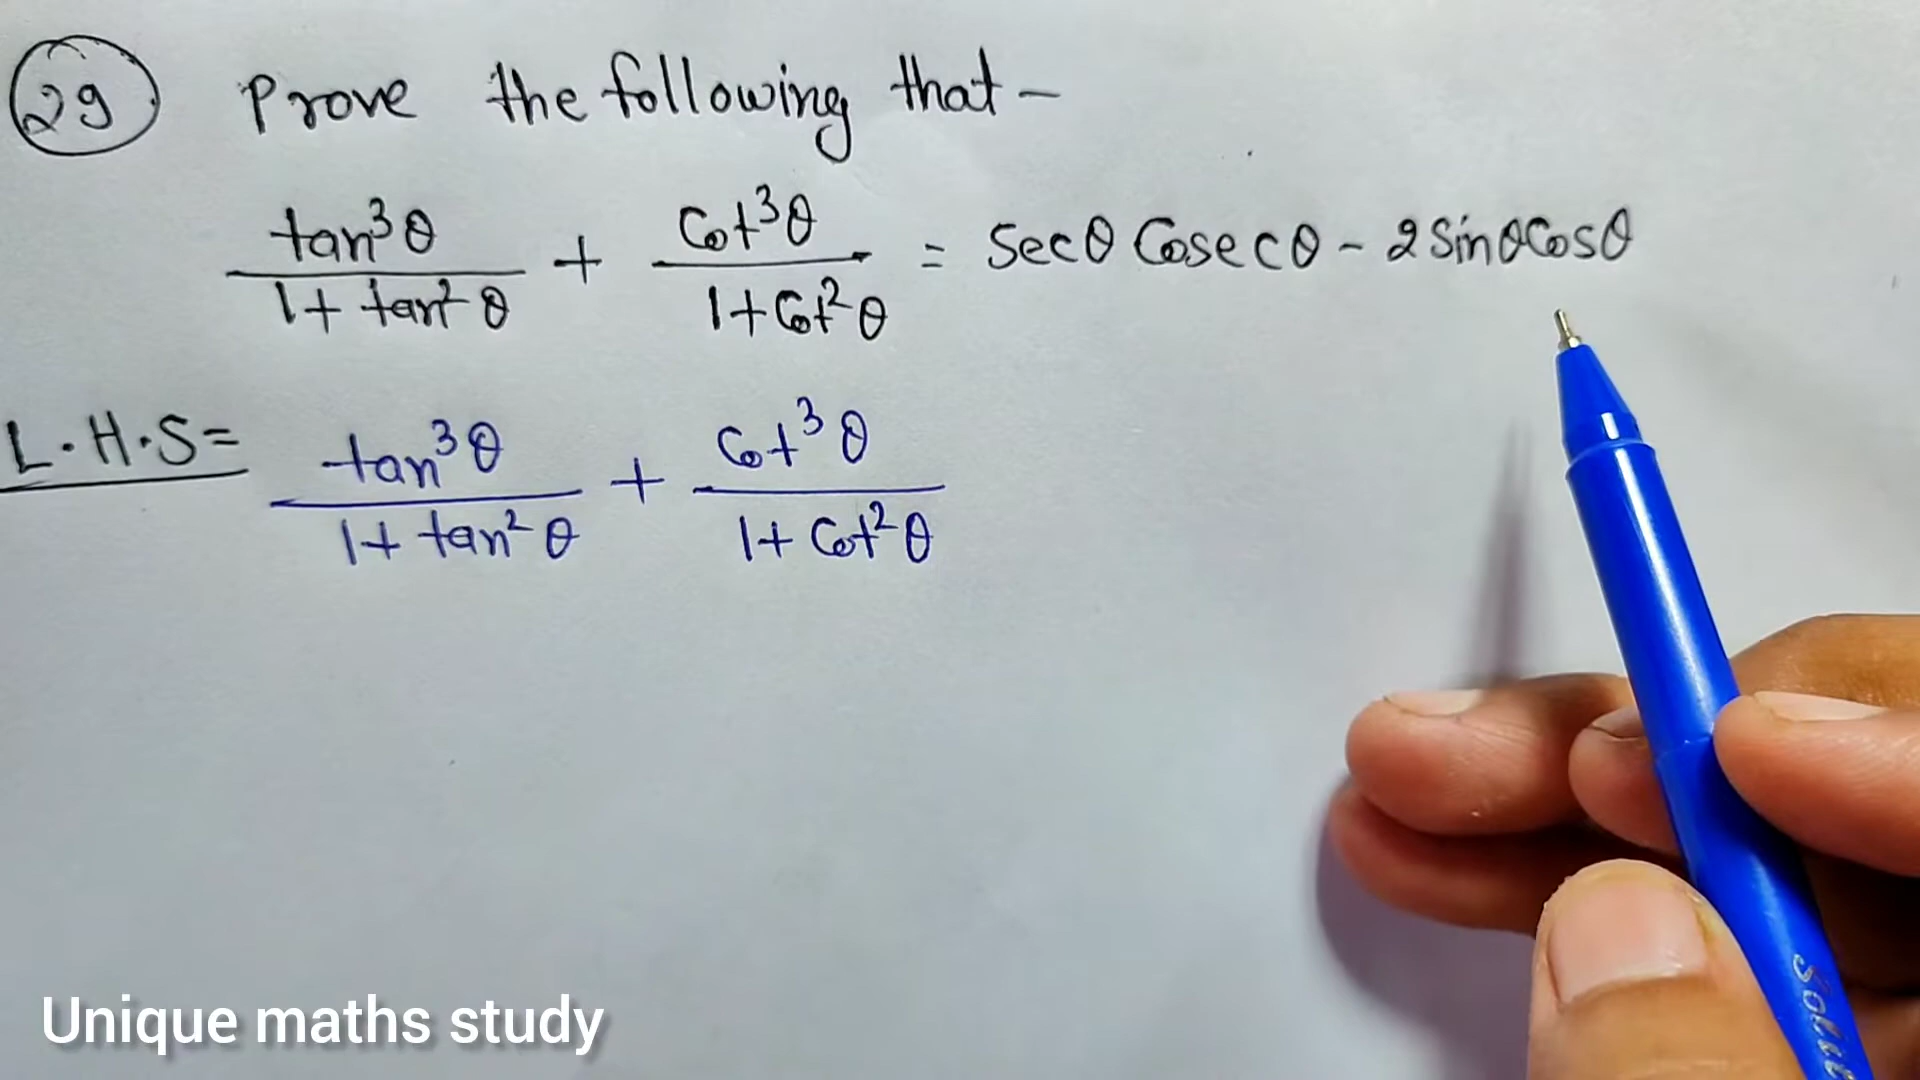 29 Prove the following that -
tan³θ / 1 + tan²θ + Cot³θ / 1 + Cot²θ = Secθ Cosecθ - 2 Sinθ Cosθ
L.H.S = tan³θ / 1 + tan²θ + Cot³θ / 1 + Cot²θ
Unique maths study